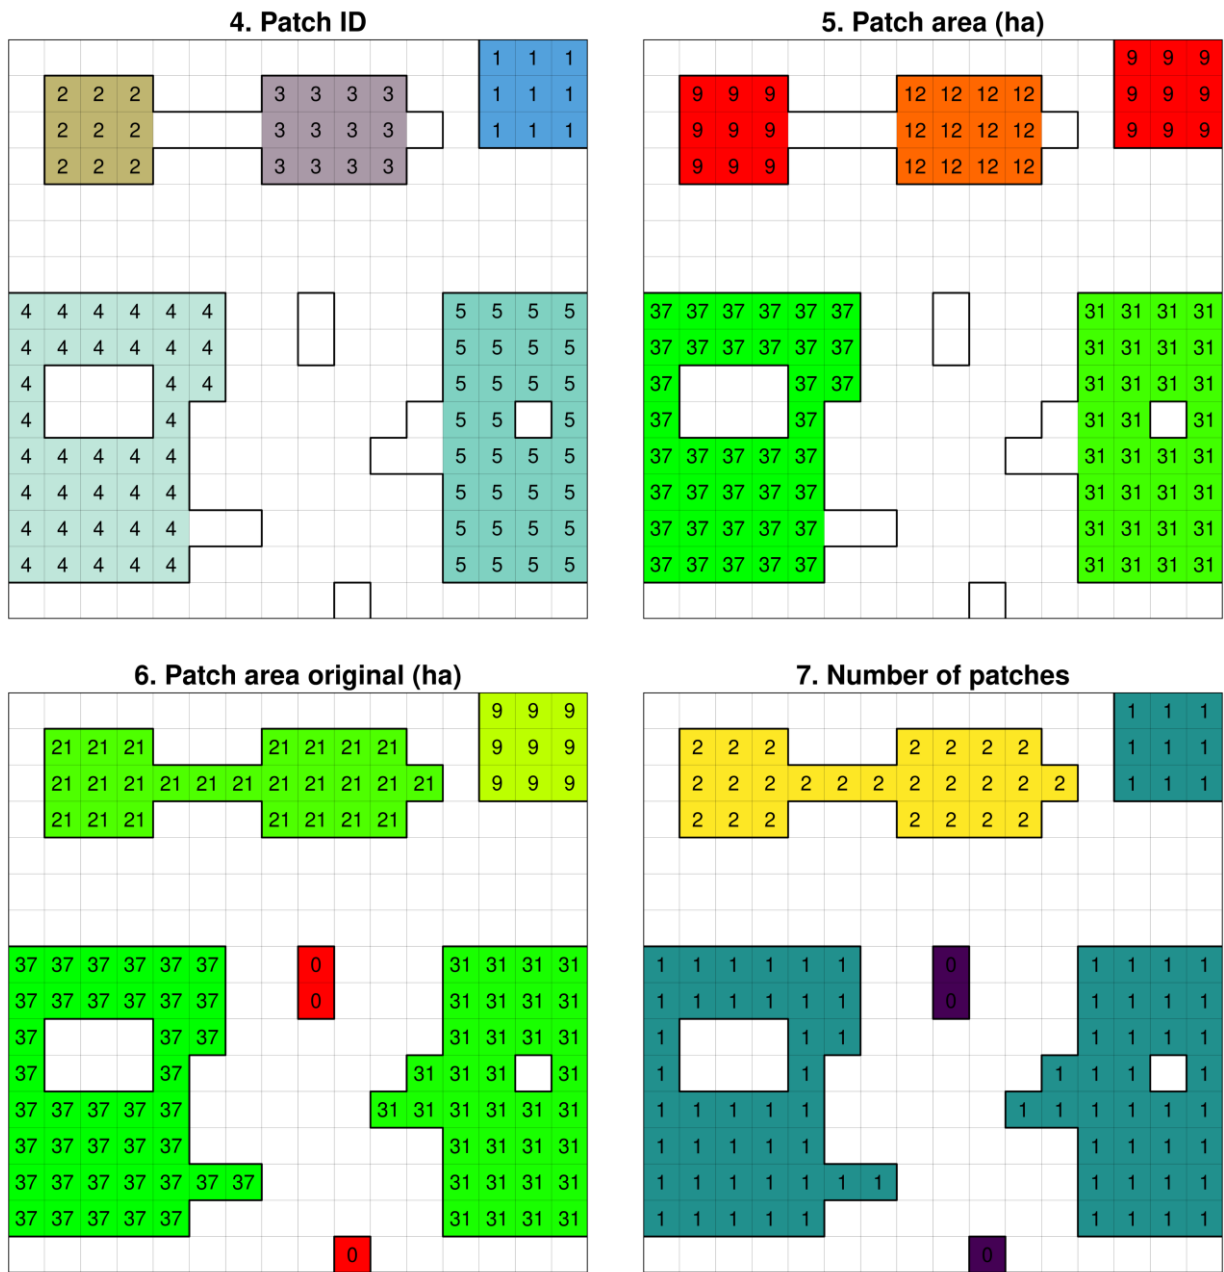 4. Patch ID
1 1 1
2 2 2 3 3 3 3 1 1 1
2 2 2 3 3 3 3 1 1 1
2 2 2 3 3 3 3
4 4 4 4 4 4 5 5 5 5
4 4 4 4 4 4 5 5 5 5
4 4 4 5 5 5 5
4 4 5 5 5
4 4 4 4 4 5 5 5 5
4 4 4 4 4 5 5 5 5
4 4 4 4 4 5 5 5 5
4 4 4 4 4 5 5 5 5
5. Patch area (ha)
9 9 9
9 9 9 12 12 12 12 9 9 9
9 9 9 12 12 12 12 9 9 9
9 9 9 12 12 12 12
37 37 37 37 37 37 31 31 31 31
37 37 37 37 37 37 31 31 31 31
37 37 37 31 31 31 31
37 37 31 31 31
37 37 37 37 37 31 31 31 31
37 37 37 37 37 31 31 31 31
37 37 37 37 37 31 31 31 31
37 37 37 37 37 31 31 31 31
6. Patch area original (ha)
9 9 9
21 21 21 21 21 21 21 9 9 9
21 21 21 21 21 21 21 21 21 21 21 9 9 9
21 21 21 21 21 21 21
37 37 37 37 37 37 0 31 31 31 31
37 37 37 37 37 37 0 31 31 31 31
37 37 37 31 31 31 31
37 37 31 31 31 31
37 37 37 37 37 31 31 31 31 31 31
37 37 37 37 37 31 31 31 31
37 37 37 37 37 37 37 31 31 31 31
37 37 37 37 37 31 31 31 31
0
7. Number of patches
1 1 1
2 2 2 2 2 2 2 1 1 1
2 2 2 2 2 2 2 2 2 2 2 1 1 1
2 2 2 2 2 2 2
1 1 1 1 1 1 0 1 1 1 1
1 1 1 1 1 1 0 1 1 1 1
1 1 1 1 1 1 1
1 1 1 1 1 1
1 1 1 1 1 1 1 1 1 1 1
1 1 1 1 1 1 1 1 1
1 1 1 1 1 1 1 1 1 1 1
1 1 1 1 1 1 1 1 1
0